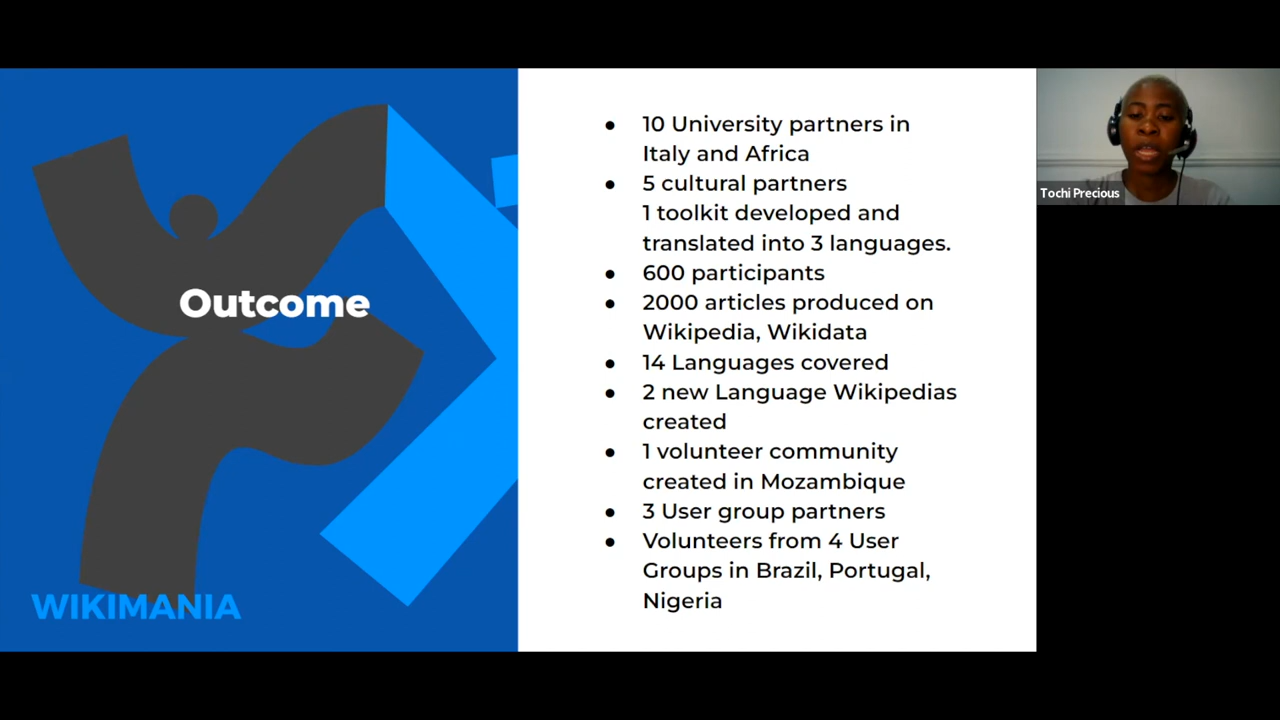 Outcome
WIKIMANIA
● 10 University partners in
Italy and Africa
● 5 cultural partners
1 toolkit developed and
translated into 3 languages.
● 600 participants
● 2000 articles produced on
Wikipedia, Wikidata
● 14 Languages covered
● 2 new Language Wikipedias
created
● 1 volunteer community
created in Mozambique
● 3 User group partners
● Volunteers from 4 User
Groups in Brazil, Portugal,
Nigeria
Tochi Precious